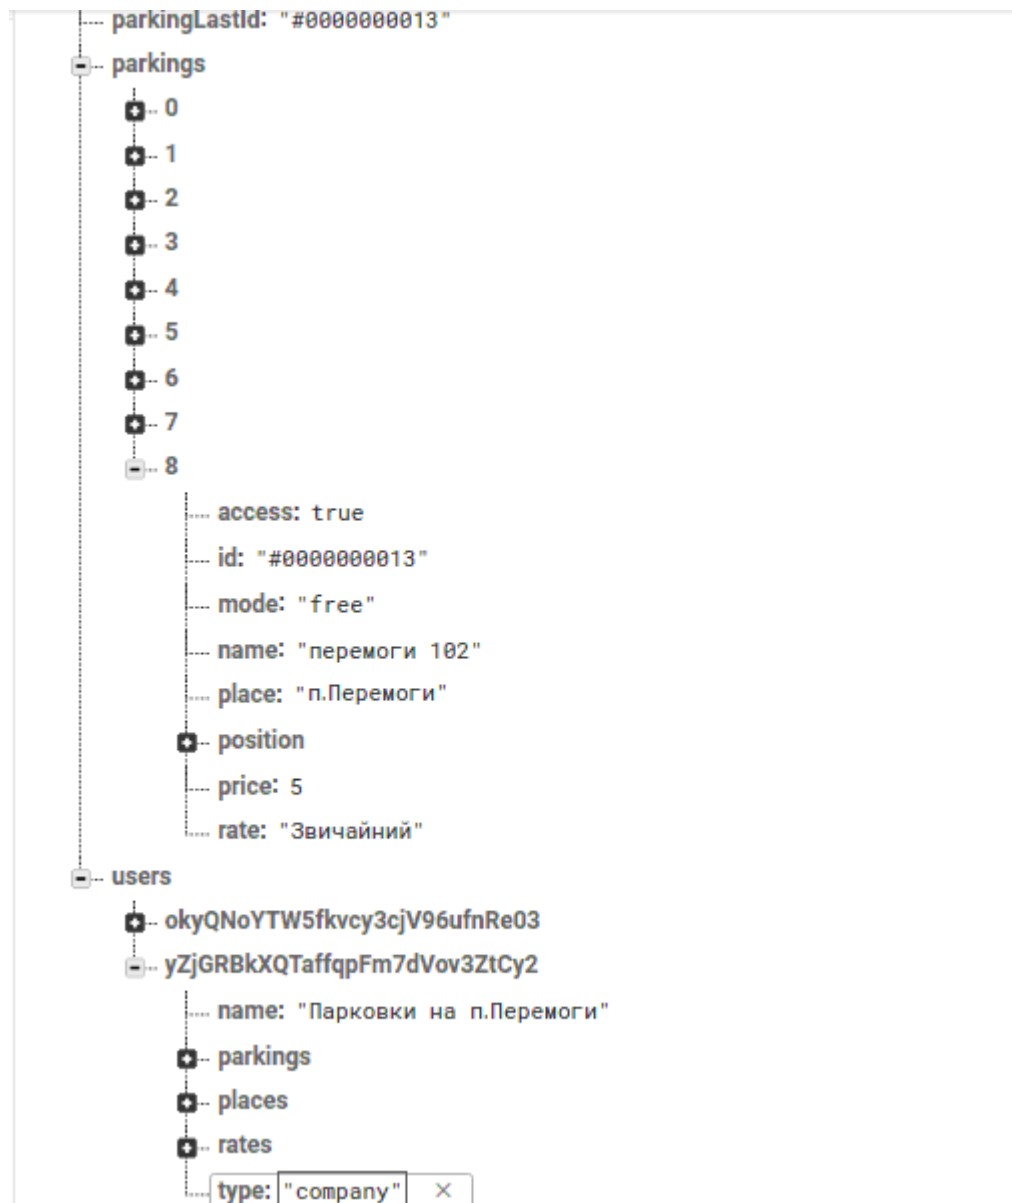 parkingLastId: "#0000000013"
parkings
0
1
2
3
4
5
6
7
8
access: true
id: "#0000000013"
mode: "free"
name: "перемоги 102"
place: "п.Перемоги"
position
price: 5
rate: "Звичайний"
users
okyQNoYTW5fkvcy3cjV96ufnRe03
yZjGRBkXQTaffqpFm7dVov3ZtCy2
name: "Парковки на п.Перемоги"
parkings
places
rates
type: "company" ×